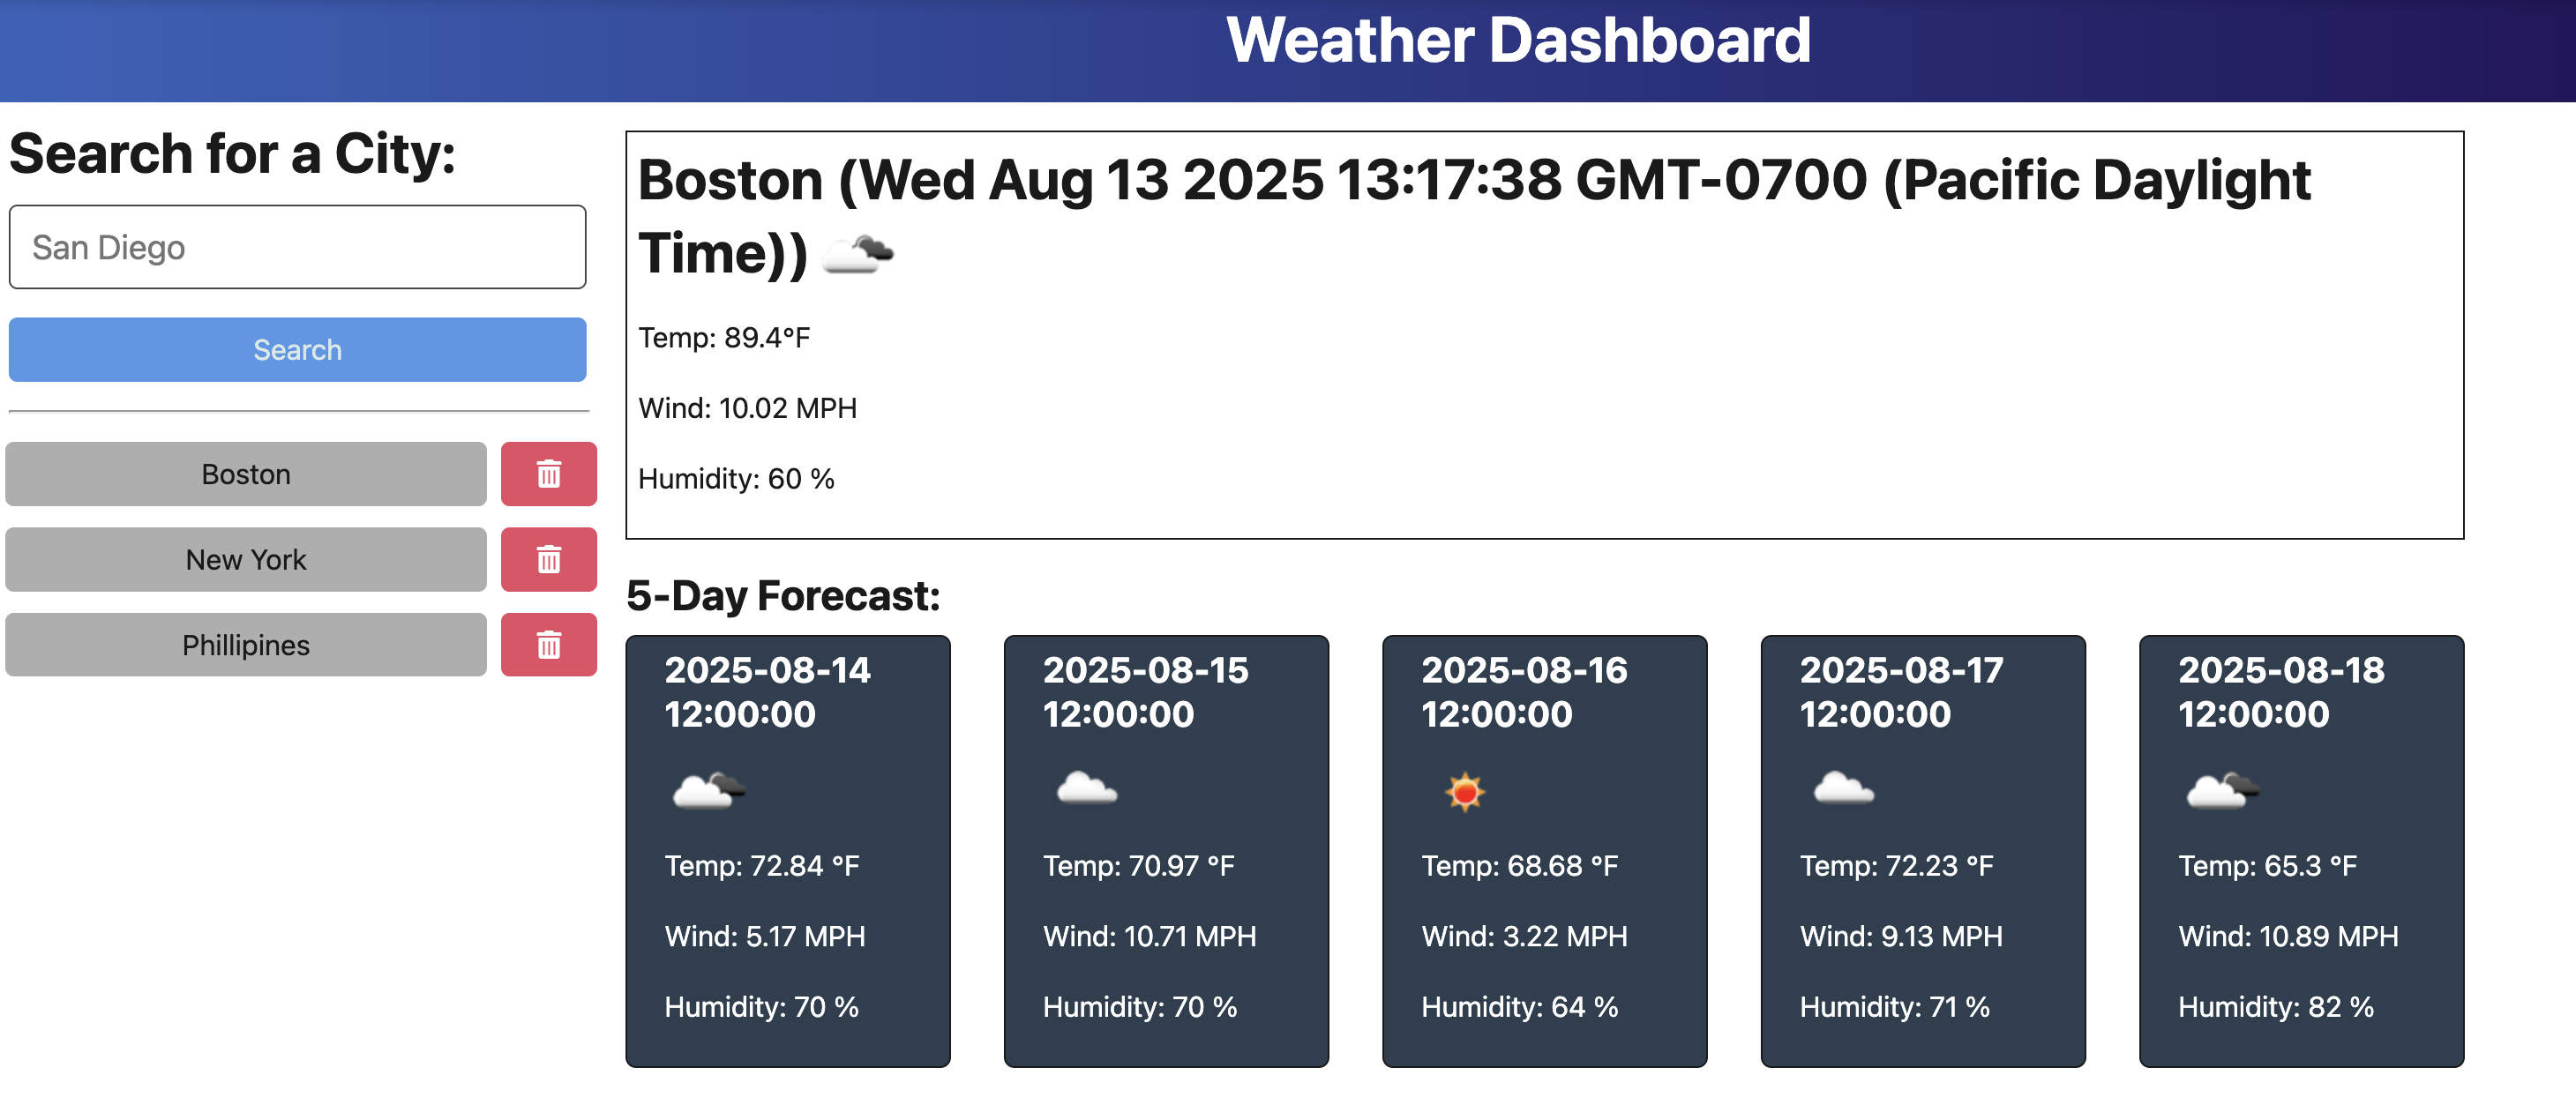 Weather Dashboard
Search for a City:
San Diego
Search
Boston
New York
Phillipines
Boston (Wed Aug 13 2025 13:17:38 GMT-0700 (Pacific Daylight
Time))
Temp: 89.4°F
Wind: 10.02 MPH
Humidity: 60 %
5-Day Forecast:
2025-08-14
12:00:00
Temp: 72.84 °F
Wind: 5.17 MPH
Humidity: 70 %
2025-08-15
12:00:00
Temp: 70.97 °F
Wind: 10.71 MPH
Humidity: 70 %
2025-08-16
12:00:00
Temp: 68.68 °F
Wind: 3.22 MPH
Humidity: 64 %
2025-08-17
12:00:00
Temp: 72.23 °F
Wind: 9.13 MPH
Humidity: 71 %
2025-08-18
12:00:00
Temp: 65.3 °F
Wind: 10.89 MPH
Humidity: 82 %